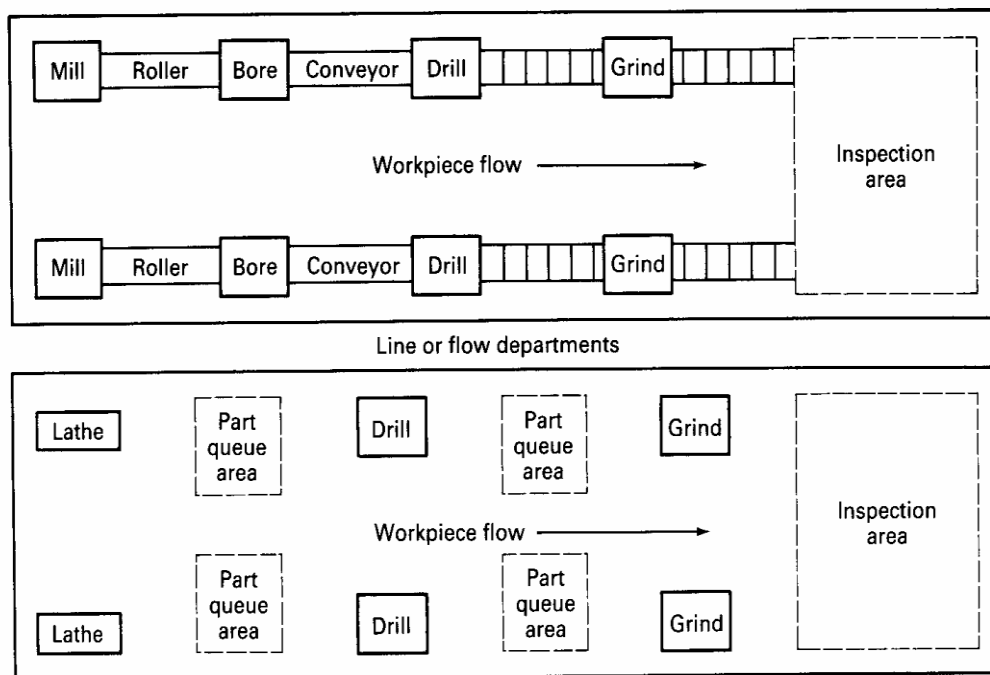 Mill Roller Bore Conveyor Drill Grind
Inspection
area
Workpiece flow
Mill Roller Bore Conveyor Drill Grind
Line or flow departments
Lathe
Part
queue
area
Drill
Part
queue
area
Grind
Inspection
area
Workpiece flow
Lathe
Part
queue
area
Drill
Part
queue
area
Grind